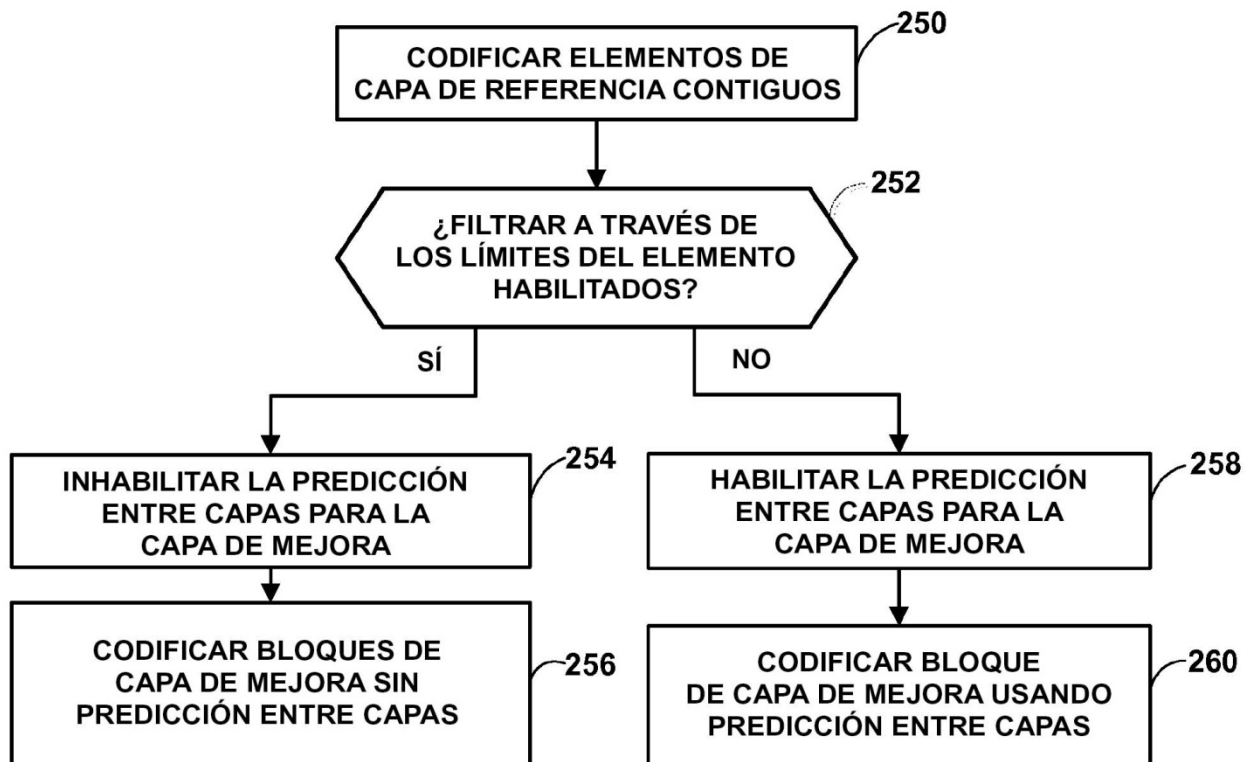 250
CODIFICAR ELEMENTOS DE
CAPA DE REFERENCIA CONTIGUOS
252
¿FILTRAR A TRAVÉS DE
LOS LÍMITES DEL ELEMENTO
HABILITADOS?
SÍ
NO
254
INHABILITAR LA PREDICCIÓN
ENTRE CAPAS PARA LA
CAPA DE MEJORA
258
HABILITAR LA PREDICCIÓN
ENTRE CAPAS PARA LA
CAPA DE MEJORA
256
CODIFICAR BLOQUES DE
CAPA DE MEJORA SIN
PREDICCIÓN ENTRE CAPAS
260
CODIFICAR BLOQUE
DE CAPA DE MEJORA USANDO
PREDICCIÓN ENTRE CAPAS